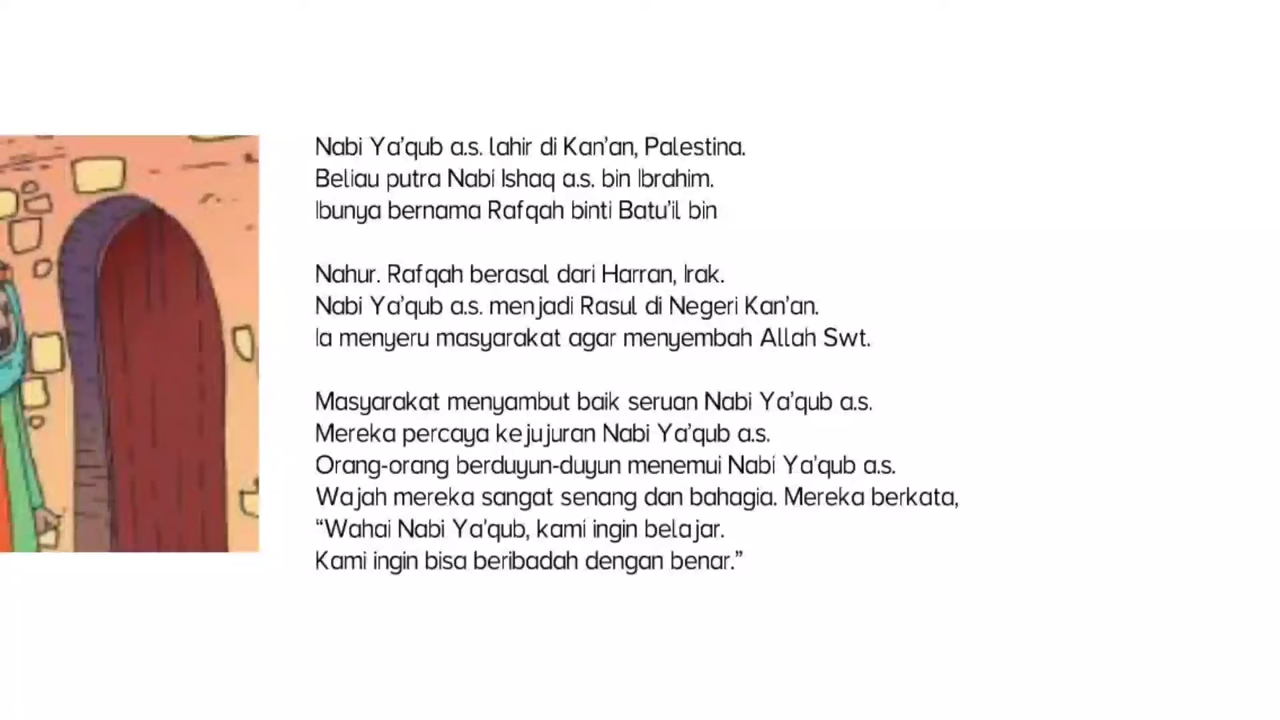 Nabi Ya'qub a.s. lahir di Kan'an, Palestina.
Beliau putra Nabi Ishaq a.s. bin Ibrahim.
Ibunya bernama Rafqah binti Batu'il bin
Nahur. Rafqah berasal dari Harran, Irak.
Nabi Ya'qub a.s. menjadi Rasul di Negeri Kan'an.
Ia menyeru masyarakat agar menyembah Allah Swt.
Masyarakat menyambut baik seruan Nabi Ya'qub a.s.
Mereka percaya kejujuran Nabi Ya'qub a.s.
Orang-orang berduyun-duyun menemui Nabi Ya'qub a.s.
Wajah mereka sangat senang dan bahagia. Mereka berkata,
“Wahai Nabi Ya'qub, kami ingin belajar.
Kami ingin bisa beribadah dengan benar.”